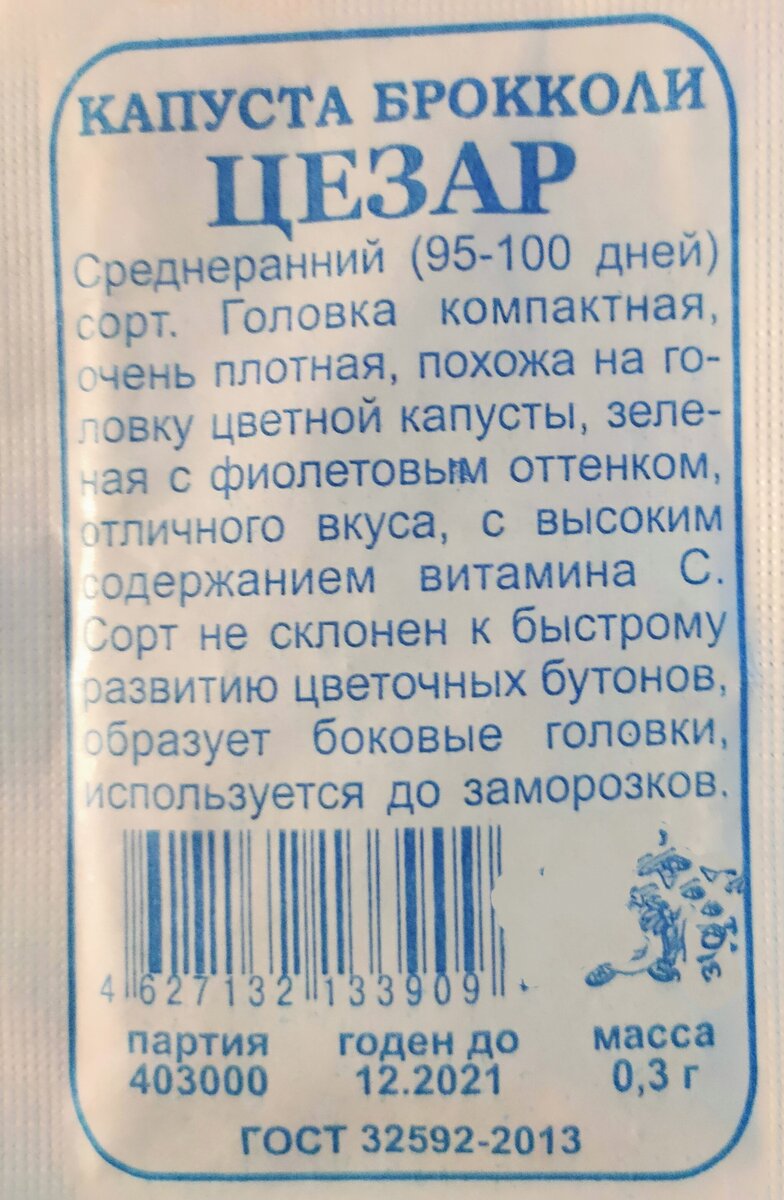 КАПУСТА БРОККОЛИ
ЦЕЗАР
Среднеранний (95-100 дней)
сорт. Головка компактная,
очень плотная, похожа на го-
ловку цветной капусты, зеле-
ная с фиолетовым оттенком,
отличного вкуса, с высоким
содержанием витамина С.
Сорт не склонен к быстрому
развитию цветочных бутонов,
образует боковые головки,
используется до заморозков.
4 627132 133909
партия годен до масса
403000 12.2021 0,3 г
ГОСТ 32592-2013